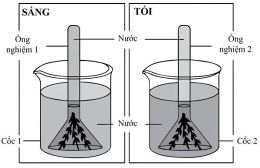 SÁNG
TỐI
Ống
nghiệm 1
Nước
Ống
nghiệm 2
Nước
Cốc 1
Cốc 2